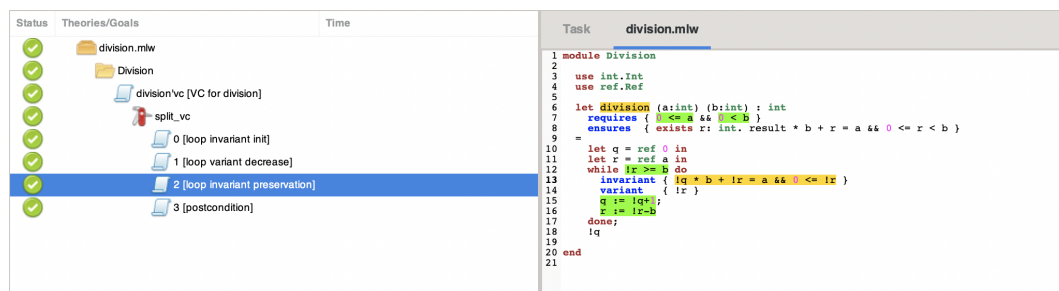 Status Theories/Goals Time
division.mlw
Division
division'vc [VC for division]
split_vc
0 [loop invariant init]
1 [loop variant decrease]
2 [loop invariant preservation]
3 [postcondition]
Task division.mlw
1 module Division
2
3 use int.Int
4 use ref.Ref
5
6 let division (a:int) (b:int) : int
7 requires { 0 <= a && 0 < b }
8 ensures { exists r: int. result * b + r = a && 0 <= r < b }
9 =
10 let q = ref 0 in
11 let r = ref a in
12 while !r >= b do
13 invariant { !q * b + !r = a && 0 <= !r }
14 variant { !r }
15 q := !q+1;
16 r := !r-b
17 done;
18 !q
19
20 end
21